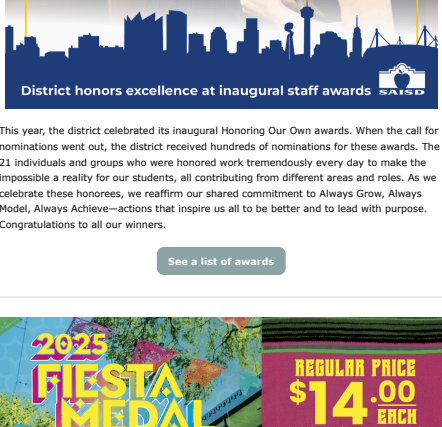 District honors excellence at inaugural staff awards
SAISD
This year, the district celebrated its inaugural Honoring Our Own awards. When the call for
nominations went out, the district received hundreds of nominations for these awards. The
21 individuals and groups who were honored work tremendously every day to make the
impossible a reality for our students, all contributing from different areas and roles. As we
celebrate these honorees, we reaffirm our shared commitment to Always Grow, Always
Model, Always Achieve—actions that inspire us all to be better and to lead with purpose.
Congratulations to all our winners.
See a list of awards
2025
FIESTA
MEDAL
REGULAR PRICE
$14.00
EACH